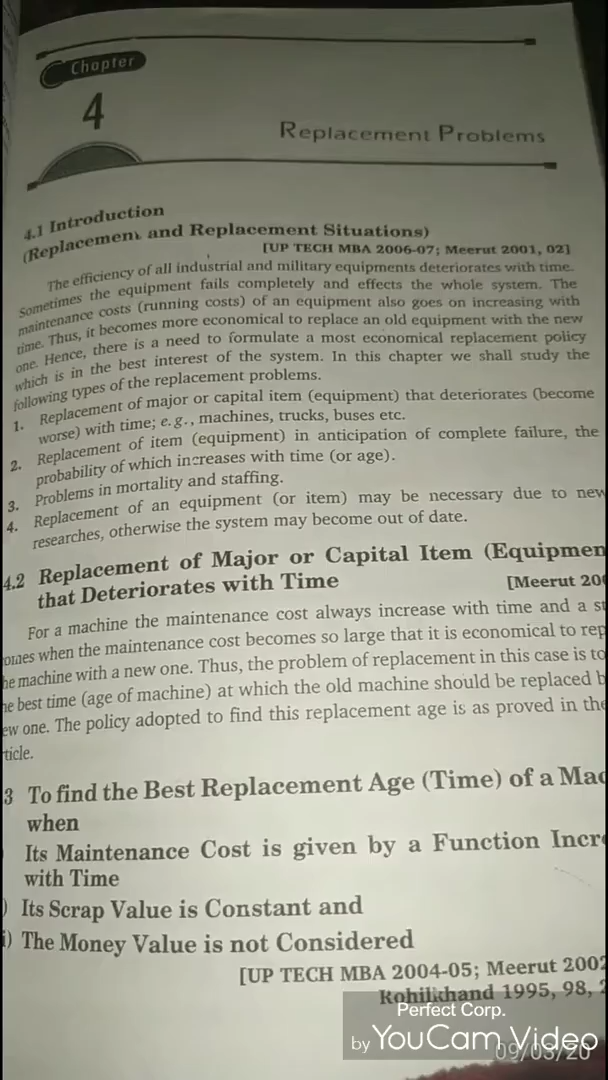 Chapter
4
Replacement Problems
4.1 Introduction
(Replacement and Replacement Situations)
[UP TECH MBA 2006-07; Meerut 2001, 02]
The efficiency of all industrial and military equipments deteriorates with time.
Sometimes the equipment fails completely and effects the whole system. The
maintenance costs (running costs) of an equipment also goes on increasing with
time. Thus, it becomes more economical to replace an old equipment with the new
one. Hence, there is a need to formulate a most economical replacement policy
which is in the best interest of the system. In this chapter we shall study the
following types of the replacement problems.
1. Replacement of major or capital item (equipment) that deteriorates (become
worse) with time; e.g., machines, trucks, buses etc.
2. Replacement of item (equipment) in anticipation of complete failure, the
probability of which increases with time (or age).
3. Problems in mortality and staffing.
4. Replacement of an equipment (or item) may be necessary due to new
researches, otherwise the system may become out of date.
4.2 Replacement of Major or Capital Item (Equipmen
that Deteriorates with Time
[Meerut 200
For a machine the maintenance cost always increase with time and a st
comes when the maintenance cost becomes so large that it is economical to rep
he machine with a new one. Thus, the problem of replacement in this case is to
he best time (age of machine) at which the old machine should be replaced b
ew one. The policy adopted to find this replacement age is as proved in the
rticle.
3 To find the Best Replacement Age (Time) of a Mac
when
Its Maintenance Cost is given by a Function Incre
with Time
) Its Scrap Value is Constant and
i) The Money Value is not Considered
[UP TECH MBA 2004-05; Meerut 2002
Rohilkhand 1995, 98,
Perfect Corp.
by YouCam Video
09/03/20